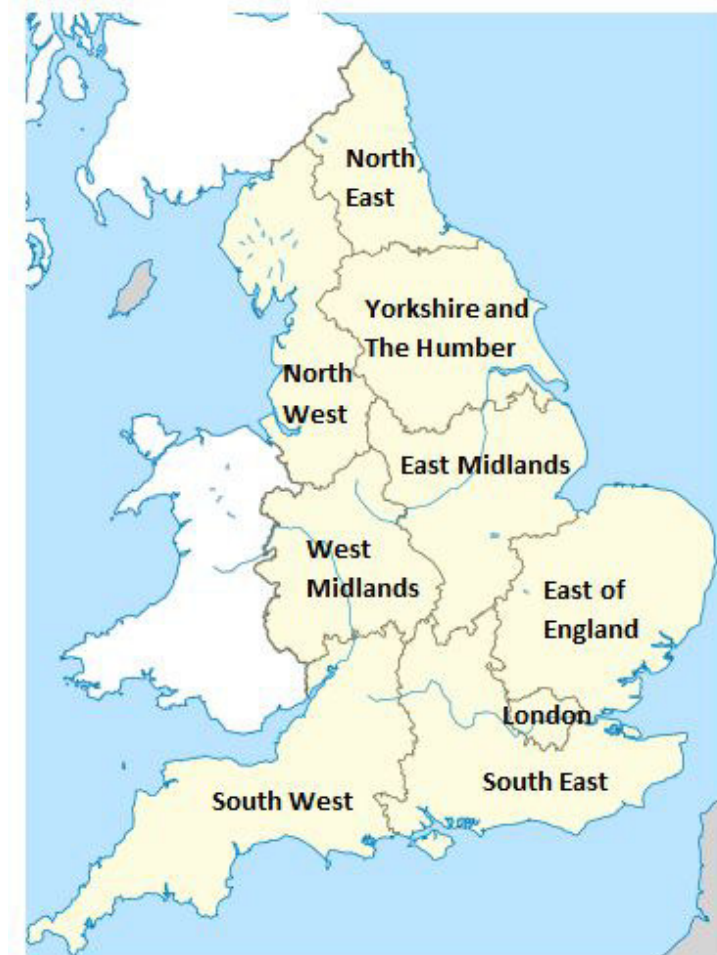 North
East
Yorkshire and
The Humber
North
West
East Midlands
West
Midlands
East of
England
London
South East
South West